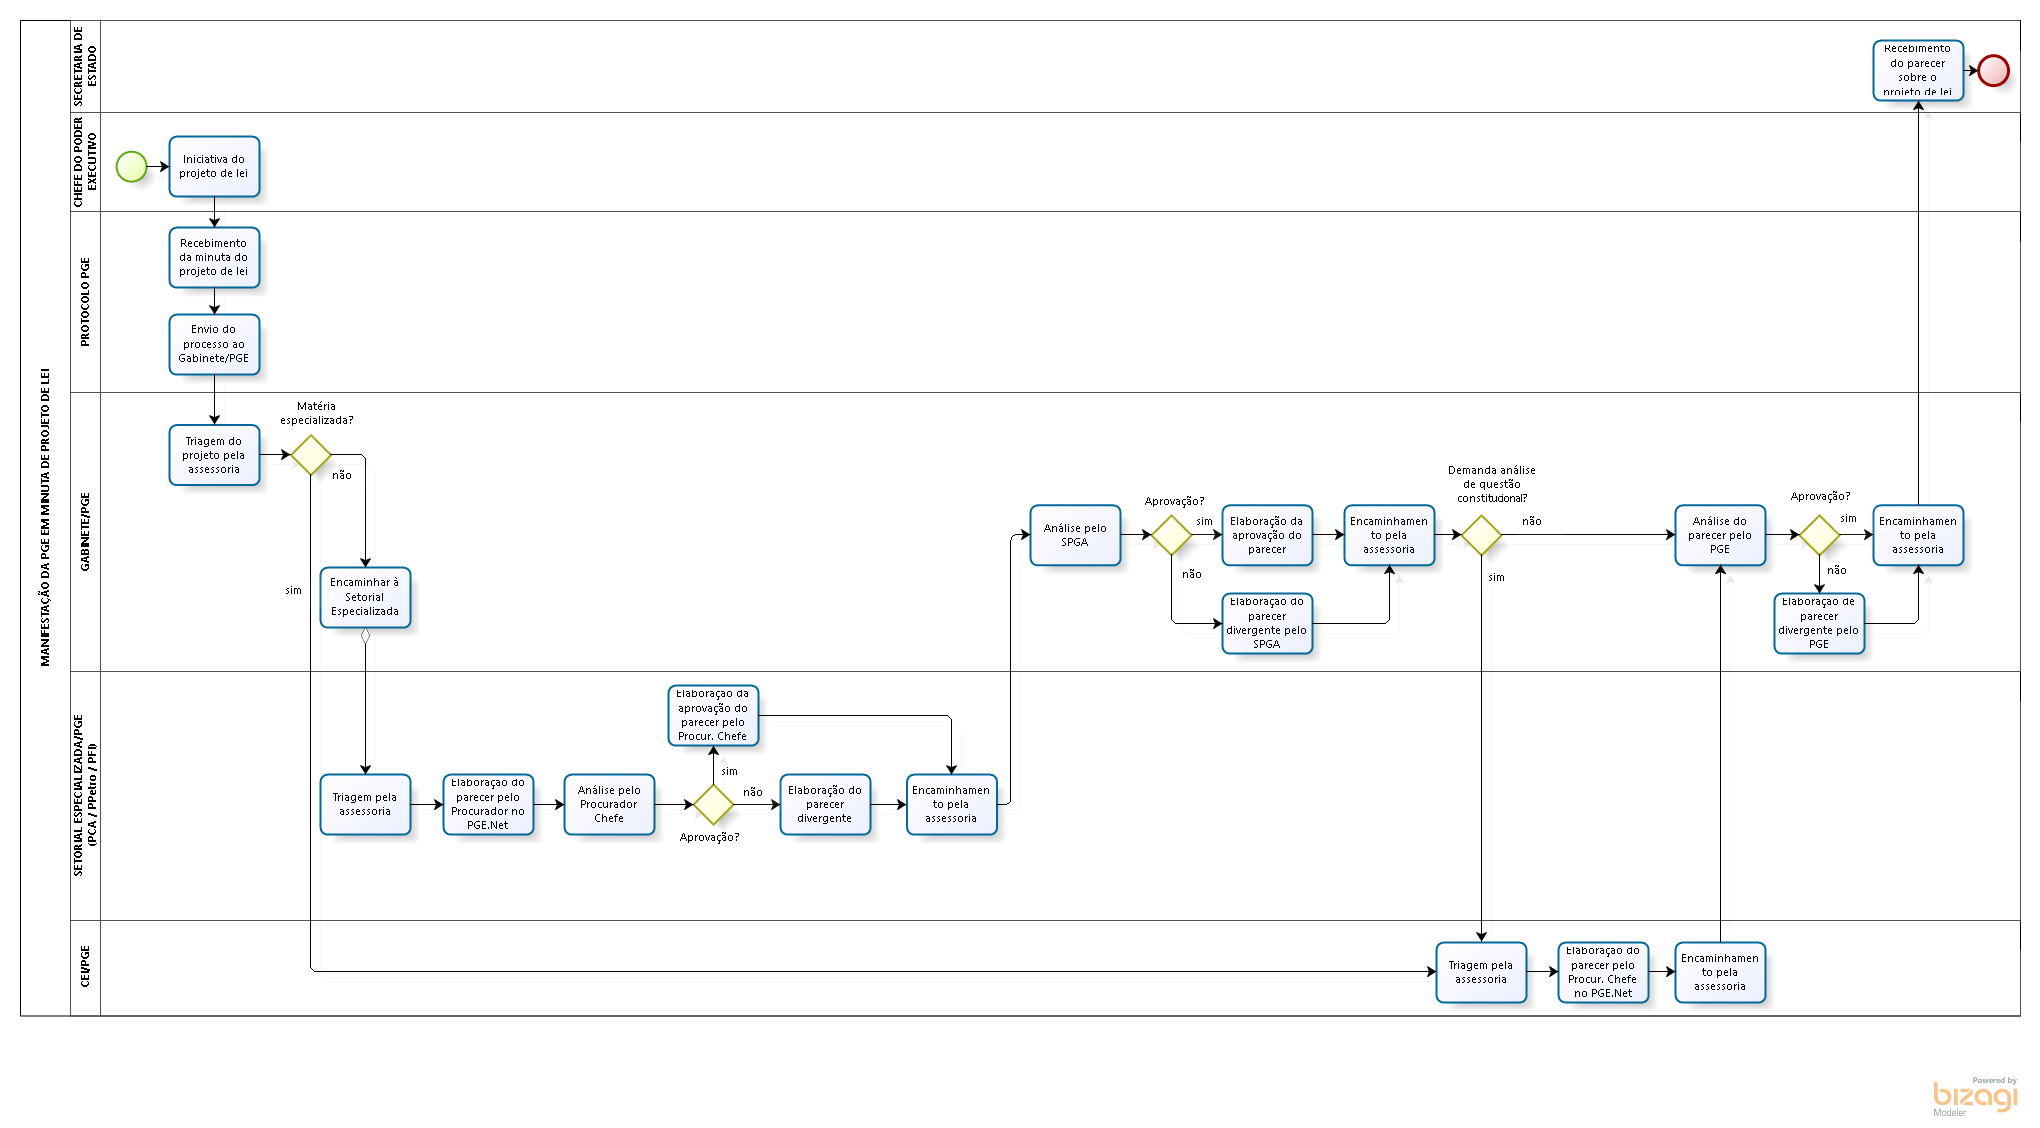 MANIFESTAÇÃO DA PGE EM MINUTA DE PROJETO DE LEI
SECRETARIA DE
ESTADO
Recebimento
do parecer
sobre o
projeto de lei
CHEFE DO PODER
EXECUTIVO
Iniciativa do
projeto de lei
PROTOCOLO PGE
Recebimento
da minuta do
projeto de lei
Envio do
processo ao
Gabinete/PGE
GABINETE/PGE
Triagem do
projeto pela
assessoria
Matéria
especializada?
não
sim
Encaminhar à
Setorial
Especializada
Análise pelo
SPGA
Aprovação?
sim
não
Elaboração da
aprovação do
parecer
Elaboração do
parecer
divergente pelo
SPGA
Encaminhamen
to pela
assessoria
Demanda análise
de questão
constitucional?
não
sim
Análise do
parecer pelo
PGE
Aprovação?
sim
não
Elaboração de
parecer
divergente pelo
PGE
Encaminhamen
to pela
assessoria
SETORIAL ESPECIALIZADA/PGE
(PCA / PPetro / PFI)
Triagem pela
assessoria
Elaboração do
parecer pelo
Procurador no
PGE.Net
Análise pelo
Procurador
Chefe
Aprovação?
sim
não
Elaboração da
aprovação do
parecer pelo
Procur. Chefe
Elaboração do
parecer
divergente
Encaminhamen
to pela
assessoria
CEI/PGE
Triagem pela
assessoria
Elaboração do
parecer pelo
Procur. Chefe
no PGE.Net
Encaminhamen
to pela
assessoria
Powered by
bizagi
Modeler